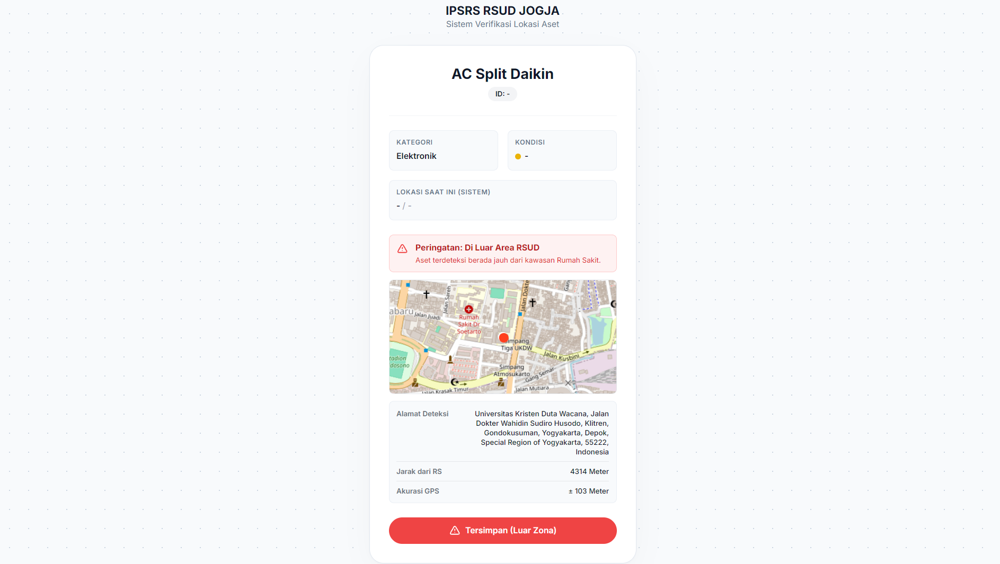 IPSRS RSUD JOGJA
Sistem Verifikasi Lokasi Aset
AC Split Daikin
ID: -
KATEGORI
Elektronik
KONDISI
-
LOKASI SAAT INI (SISTEM)
- / -
Peringatan: Di Luar Area RSUD
Aset terdeteksi berada jauh dari kawasan Rumah Sakit.
Jalan Sareh
Jalan Dokte
Gang
abaru
Jalan Juadi
Rumah
Sakit Dr
Soetarto
Simpang
Tiga UKDW
Jalan Kusbini
tadion
dosono
Simpang
Atmosukarto
Gang Semar
Jalan Krasak Timur
Jalan Mutiara
Alamat Deteksi
Universitas Kristen Duta Wacana, Jalan
Dokter Wahidin Sudiro Husodo, Klitren,
Gondokusuman, Yogyakarta, Depok,
Special Region of Yogyakarta, 55222,
Indonesia
Jarak dari RS
4314 Meter
Akurasi GPS
± 103 Meter
Tersimpan (Luar Zona)